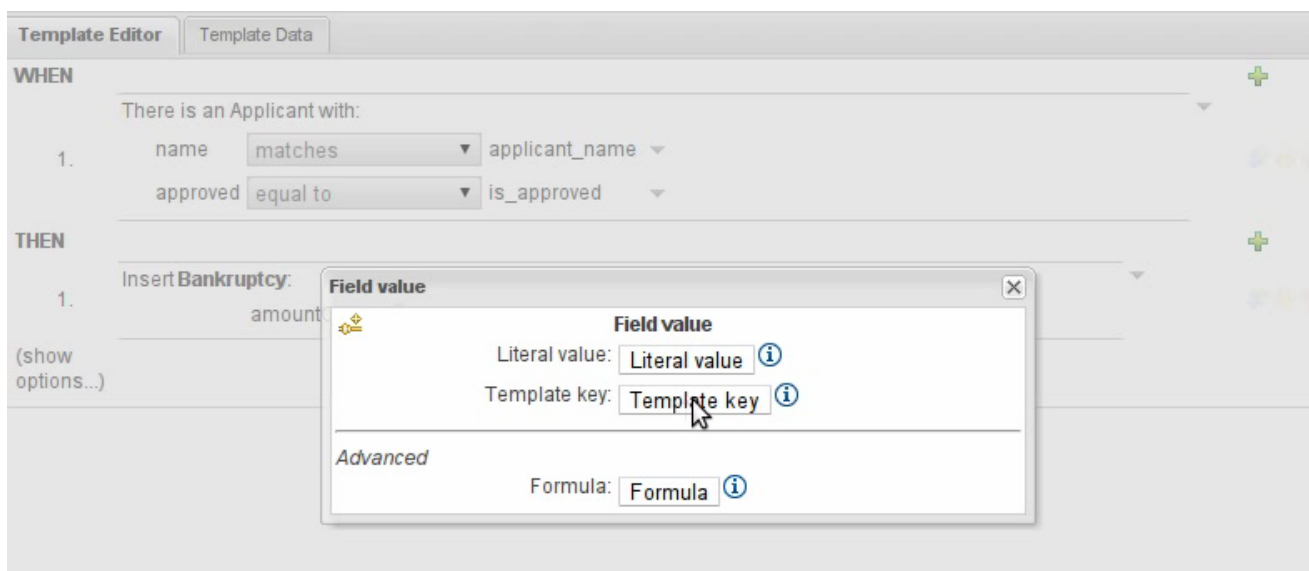 Template Editor Template Data
WHEN
There is an Applicant with:
1.
name matches applicant_name
approved equal to is_approved
THEN
Insert Bankruptcy:
1.
amount
(show
options...)
Field value
Field value
Literal value: Literal value
Template key: Template key
Advanced
Formula: Formula